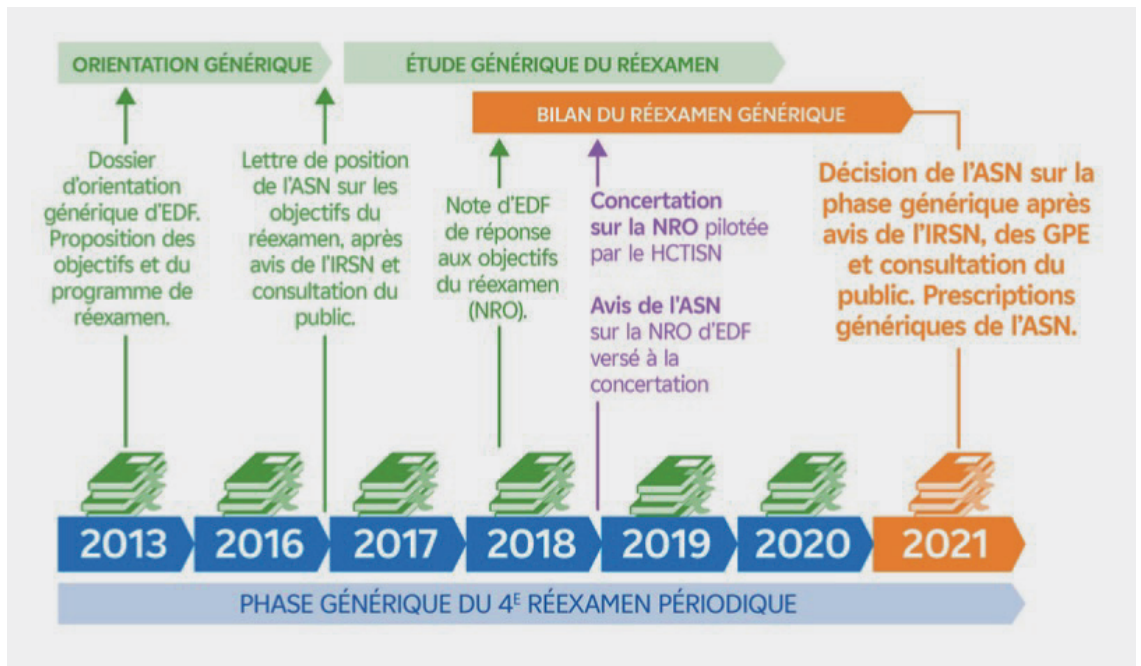 ORIENTATION GÉNÉRIQUE
ÉTUDE GÉNÉRIQUE DU RÉEXAMEN
BILAN DU RÉEXAMEN GÉNÉRIQUE
Dossier
d'orientation
générique d'EDF.
Proposition des
objectifs et du
programme de
réexamen.
Lettre de position
de l'ASN sur les
objectifs du
réexamen, après
avis de l'IRSN et
consultation du
public.
Note d'EDF
de réponse
aux objectifs
du réexamen
(NRO).
Concertation
sur la NRO pilotée
par le HCTISN
Avis de l'ASN
sur la NRO d'EDF
versé à la
concertation
Décision de l'ASN sur la
phase générique après
avis de l'IRSN, des GPE
et consultation du
public. Prescriptions
génériques de l'ASN.
2013
2016
2017
2018
2019
2020
2021
PHASE GÉNÉRIQUE DU 4E RÉEXAMEN PÉRIODIQUE